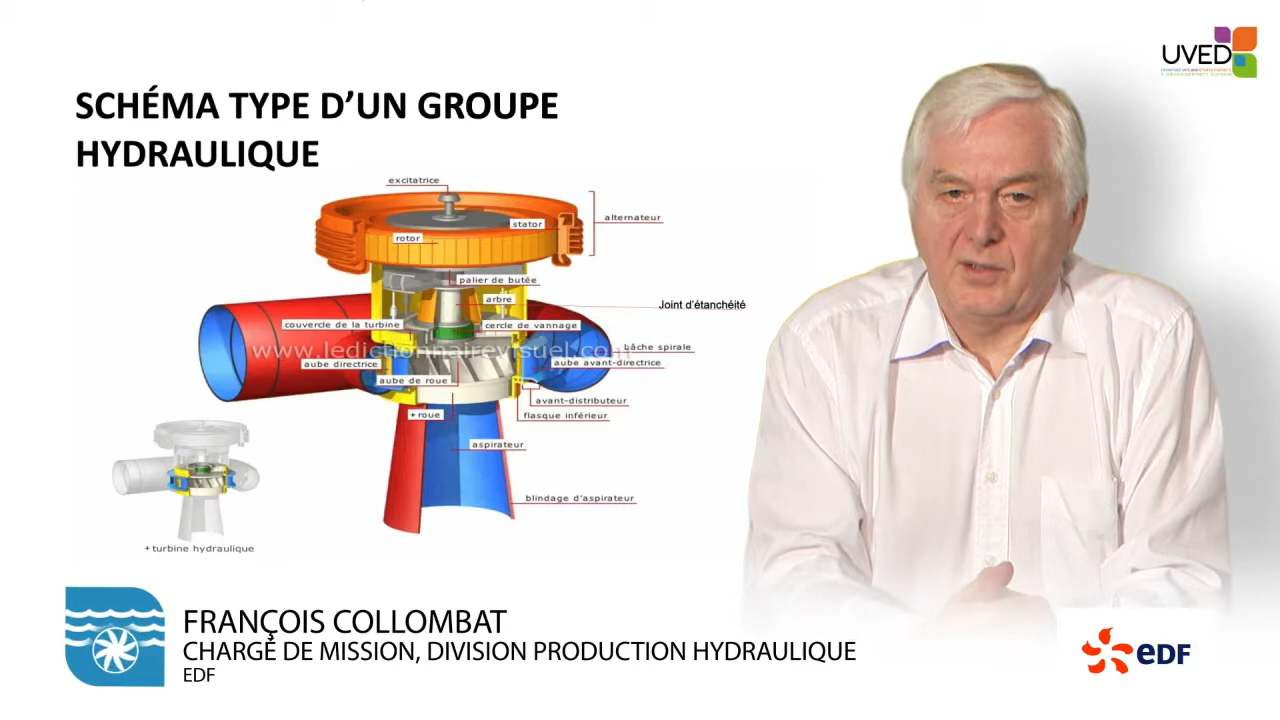 UVED
SCHÉMA TYPE D’UN GROUPE
HYDRAULIQUE
excitatrice
alternateur
stator
rotor
palier de butée
arbre
Joint d’étanchéité
couvercle de la turbine
cercle de vannage
www.ledictionnairevisuel.com
bâche spirale
aube directrice
aube avant-directrice
aube de roue
avant-distributeur
+ roue
flasque inférieur
aspirateur
blindage d'aspirateur
+ turbine hydraulique
FRANÇOIS COLLOMBAT
CHARGÉ DE MISSION, DIVISION PRODUCTION HYDRAULIQUE
EDF
eDF